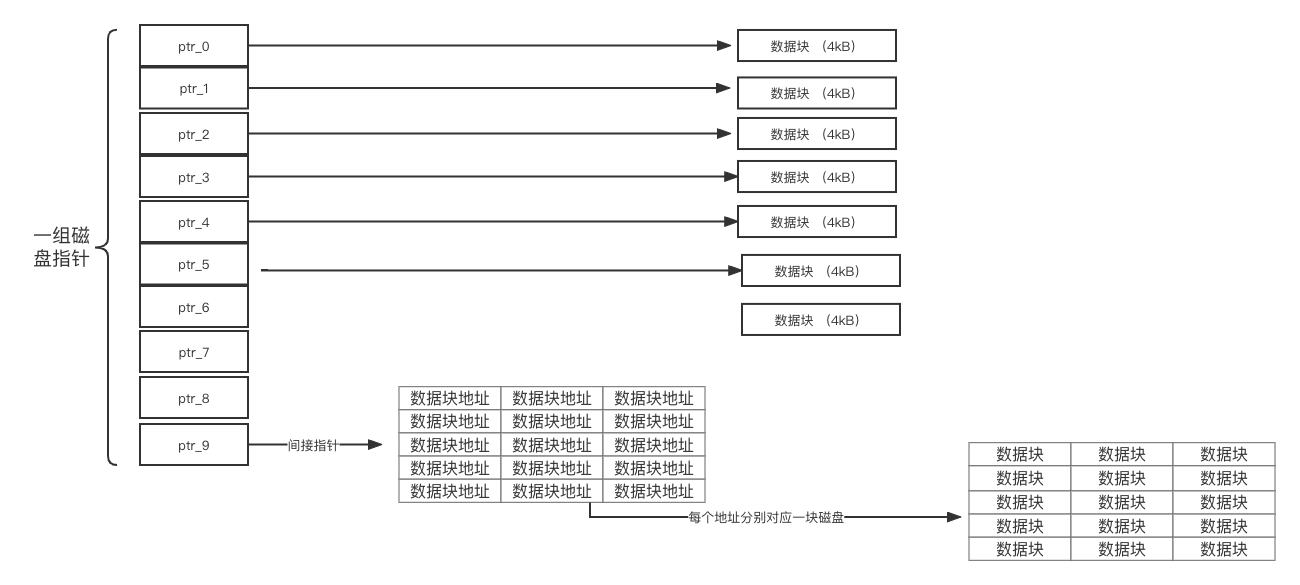 ptr_0
数据块 (4kB)
ptr_1
数据块 (4kB)
ptr_2
数据块 (4kB)
ptr_3
数据块 (4kB)
一组磁
盘指针
ptr_4
数据块 (4kB)
ptr_5
数据块 (4kB)
ptr_6
数据块 (4kB)
ptr_7
ptr_8
ptr_9
间接指针
数据块地址 数据块地址 数据块地址
数据块地址 数据块地址 数据块地址
数据块地址 数据块地址 数据块地址
数据块地址 数据块地址 数据块地址
数据块地址 数据块地址 数据块地址
每个地址分别对应一块磁盘
数据块 数据块 数据块
数据块 数据块 数据块
数据块 数据块 数据块
数据块 数据块 数据块
数据块 数据块 数据块